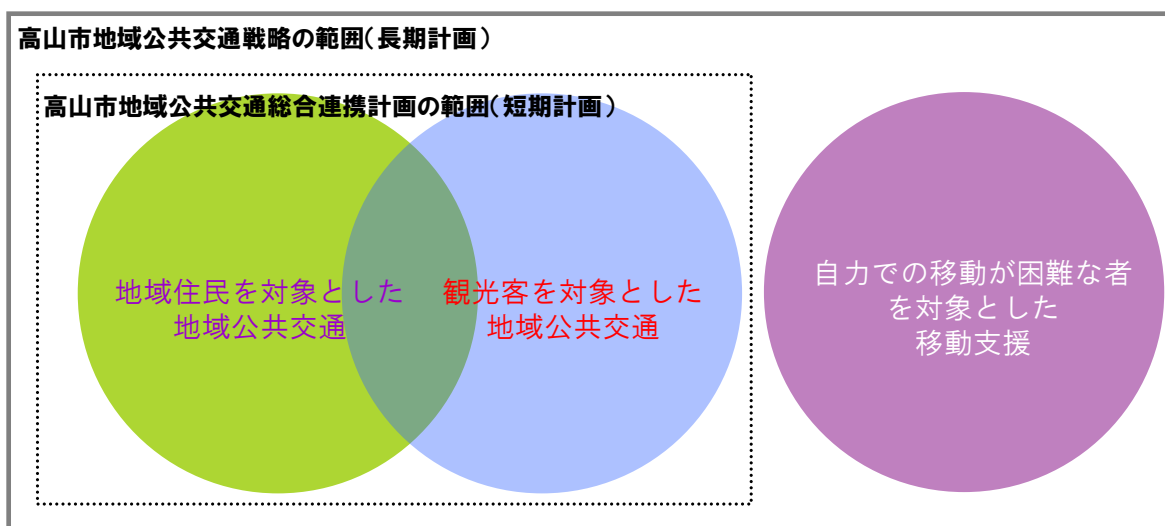 高山市地域公共交通戦略の範囲（長期計画）
高山市地域公共交通総合連携計画の範囲（短期計画）
地域住民を対象とした
地域公共交通
観光客を対象とした
地域公共交通
自力での移動が困難な者
を対象とした
移動支援